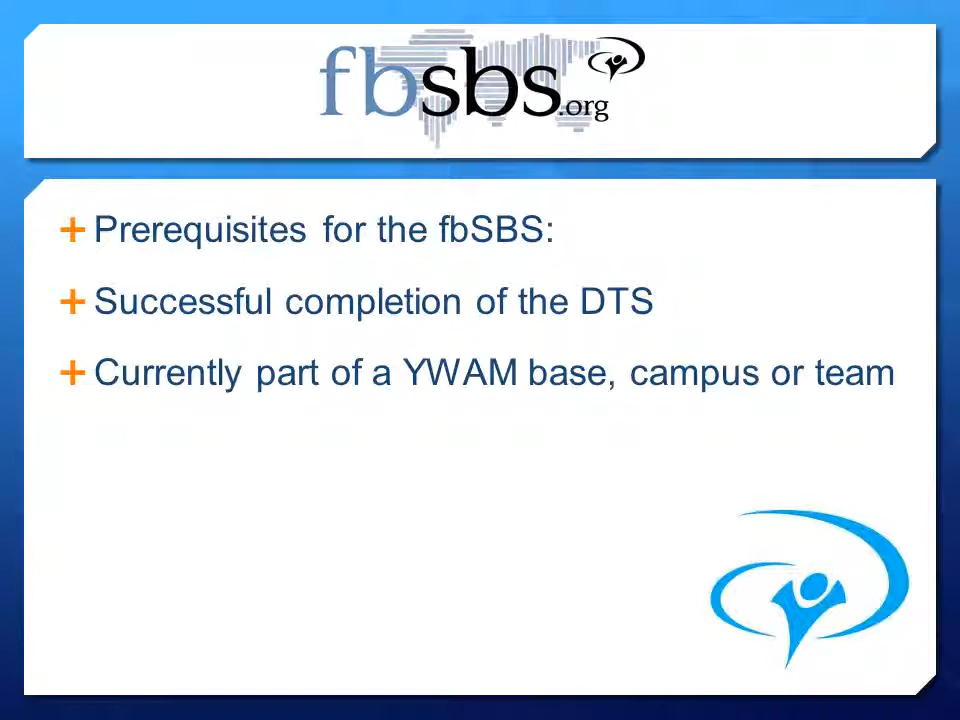 fbsbs.org
Prerequisites for the fbSBS:
Successful completion of the DTS
Currently part of a YWAM base, campus or team